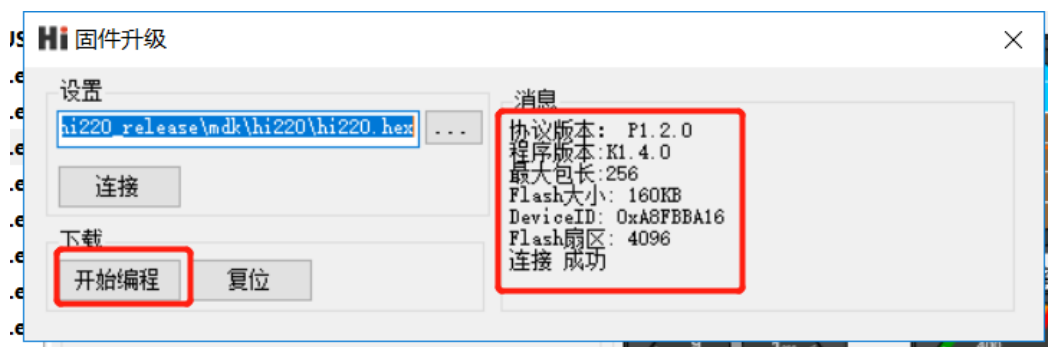 Hi 固件升级
设置
hi220_release\mdk\hi220\hi220.hex
...
连接
下载
开始编程
复位
消息
协议版本: P1.2.0
程序版本:K1.4.0
最大包长:256
Flash大小: 160KB
DeviceID: 0xA8FBBA16
Flash扇区: 4096
连接 成功